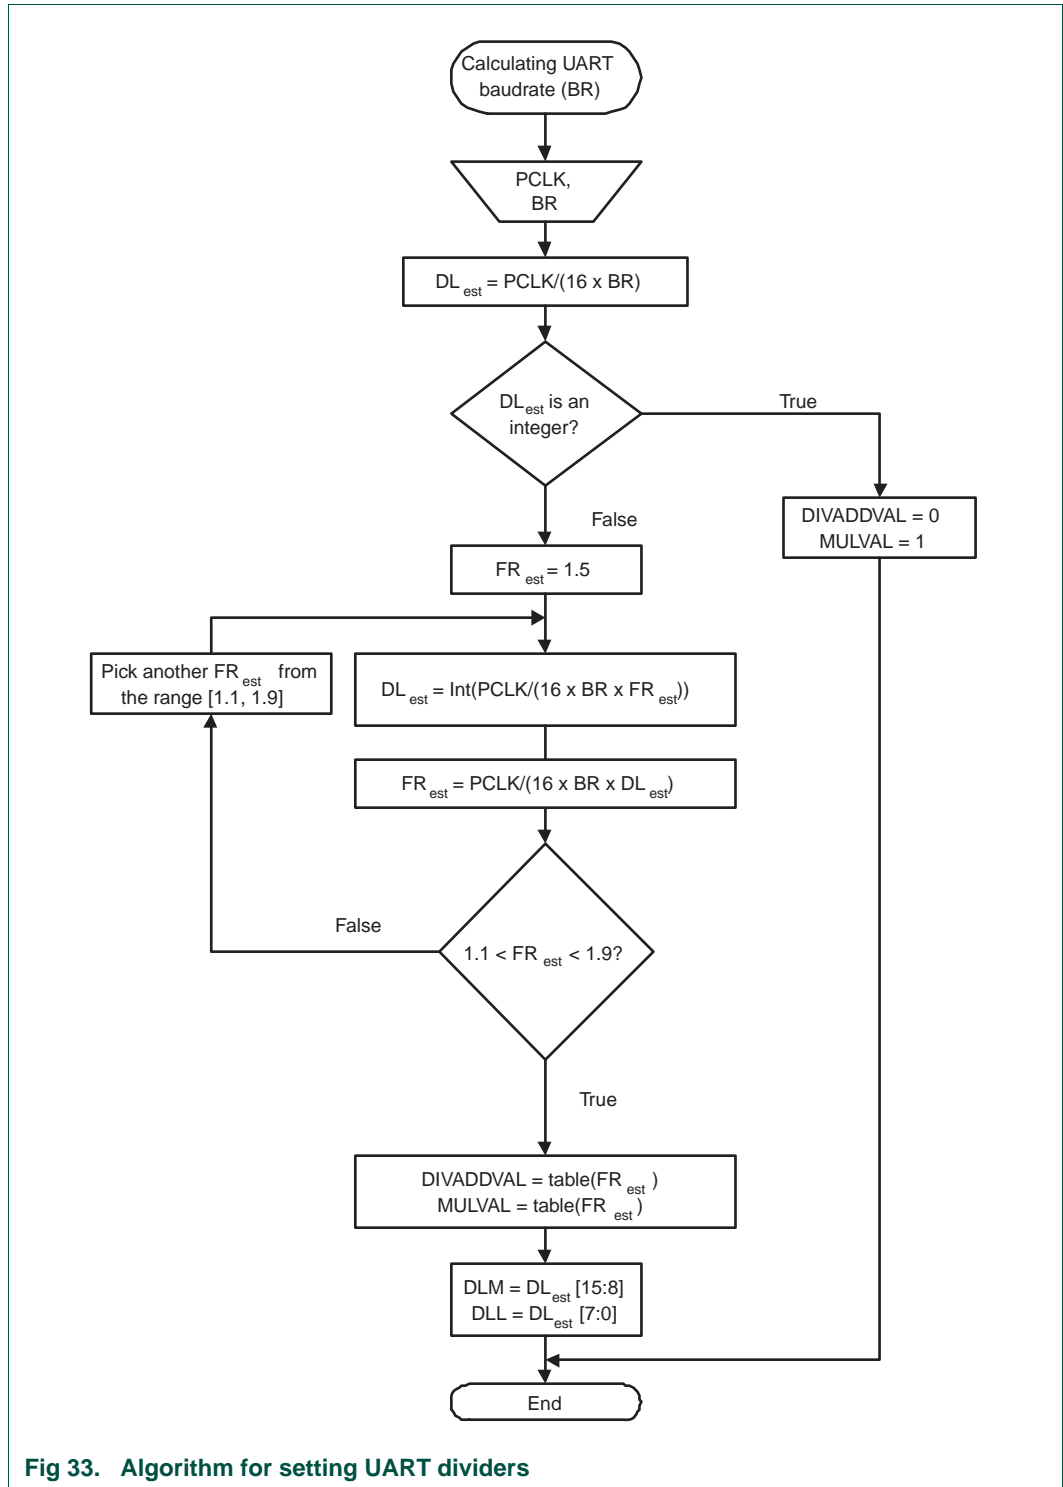 Calculating UART
baudrate (BR)
PCLK,
BR
DL est = PCLK/(16 x BR)
DL est is an
integer?
True
DIVADDVAL = 0
MULVAL = 1
False
FR est = 1.5
Pick another FR est from
the range [1.1, 1.9]
DL est = Int(PCLK/(16 x BR x FR est))
FR est = PCLK/(16 x BR x DL est)
False
1.1 < FR est < 1.9?
True
DIVADDVAL = table(FR est )
MULVAL = table(FR est )
DLM = DL est [15:8]
DLL = DL est [7:0]
End
Fig 33. Algorithm for setting UART dividers